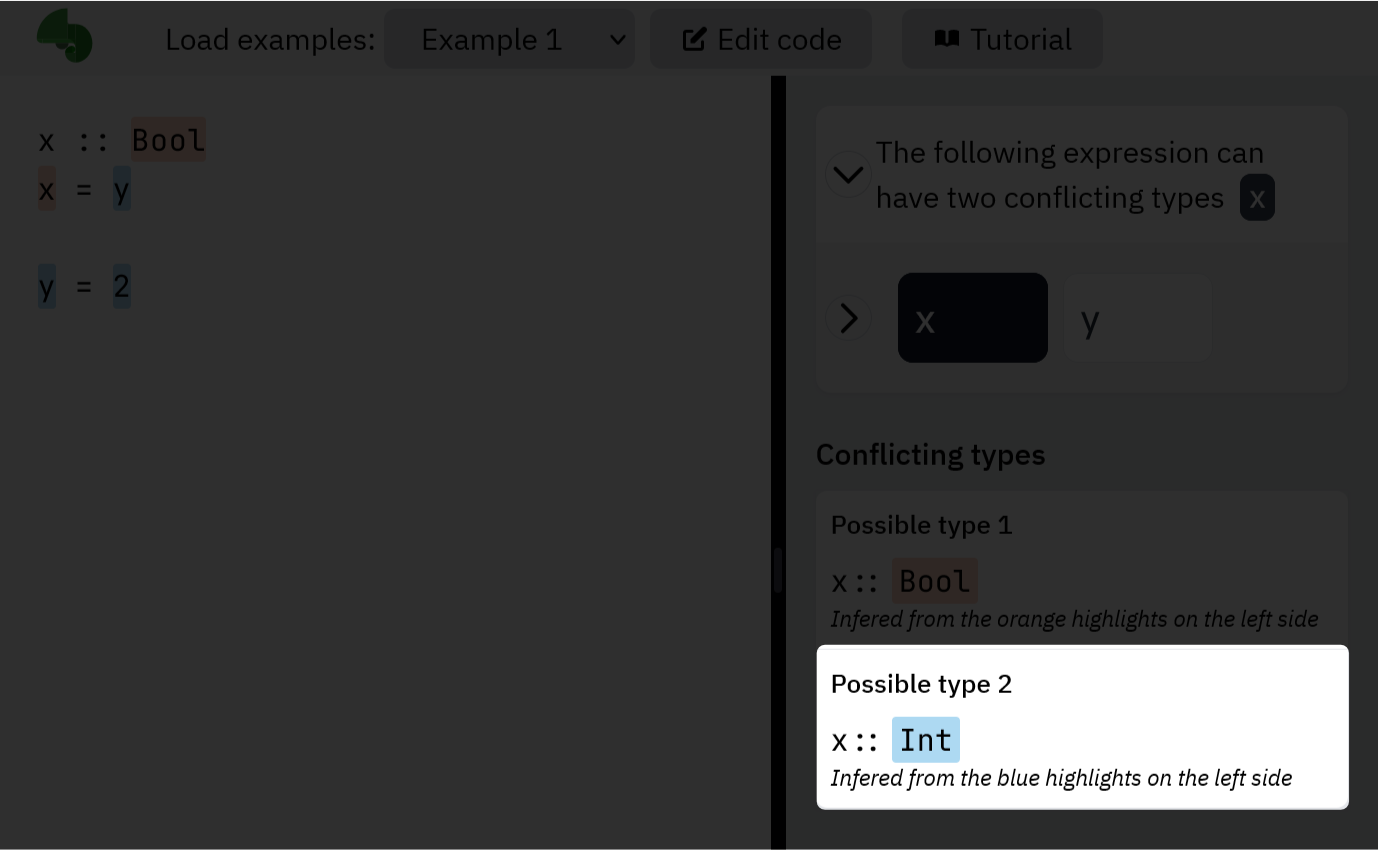 Load examples: Example 1 Edit code Tutorial
x :: Bool
x = y
y = 2
The following expression can
have two conflicting types x
x y
Conflicting types
Possible type 1
x :: Bool
Infered from the orange highlights on the left side
Possible type 2
x :: Int
Infered from the blue highlights on the left side